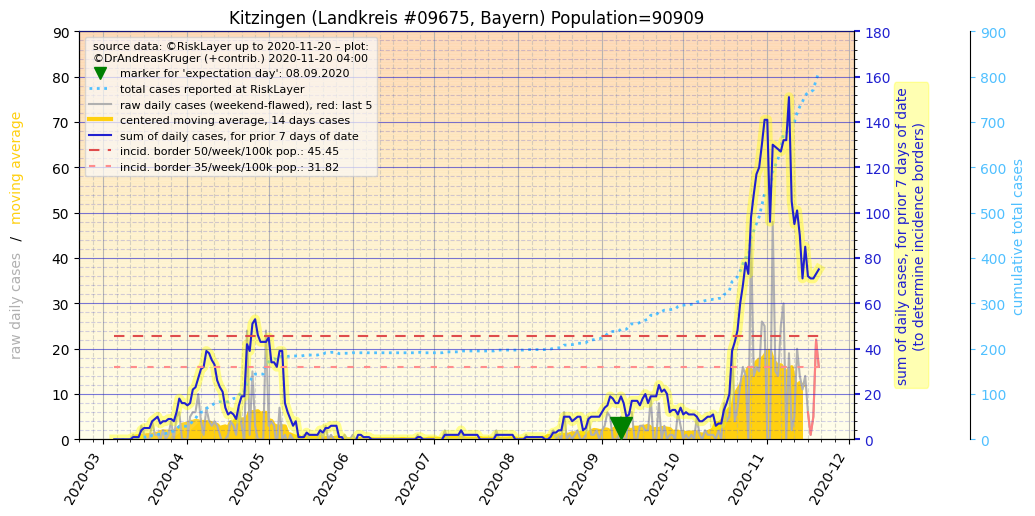 Kitzingen (Landkreis #09675, Bayern) Population=90909
source data: ©RiskLayer up to 2020-11-20 – plot:
©DrAndreasKruger (+contrib.) 2020-11-20 04:00
marker for 'expectation day': 08.09.2020
total cases reported at RiskLayer
raw daily cases (weekend-flawed), red: last 5
centered moving average, 14 days cases
sum of daily cases, for prior 7 days of date
incid. border 50/week/100k pop.: 45.45
incid. border 35/week/100k pop.: 31.82
raw daily cases / moving average
90
80
70
60
50
40
30
20
10
0
180
160
140
120
100
80
60
40
20
0
sum of daily cases, for prior 7 days of date
(to determine incidence borders)
900
800
700
600
500
400
300
200
100
0
cumulative total cases
2020-03
2020-04
2020-05
2020-06
2020-07
2020-08
2020-09
2020-10
2020-11
2020-12